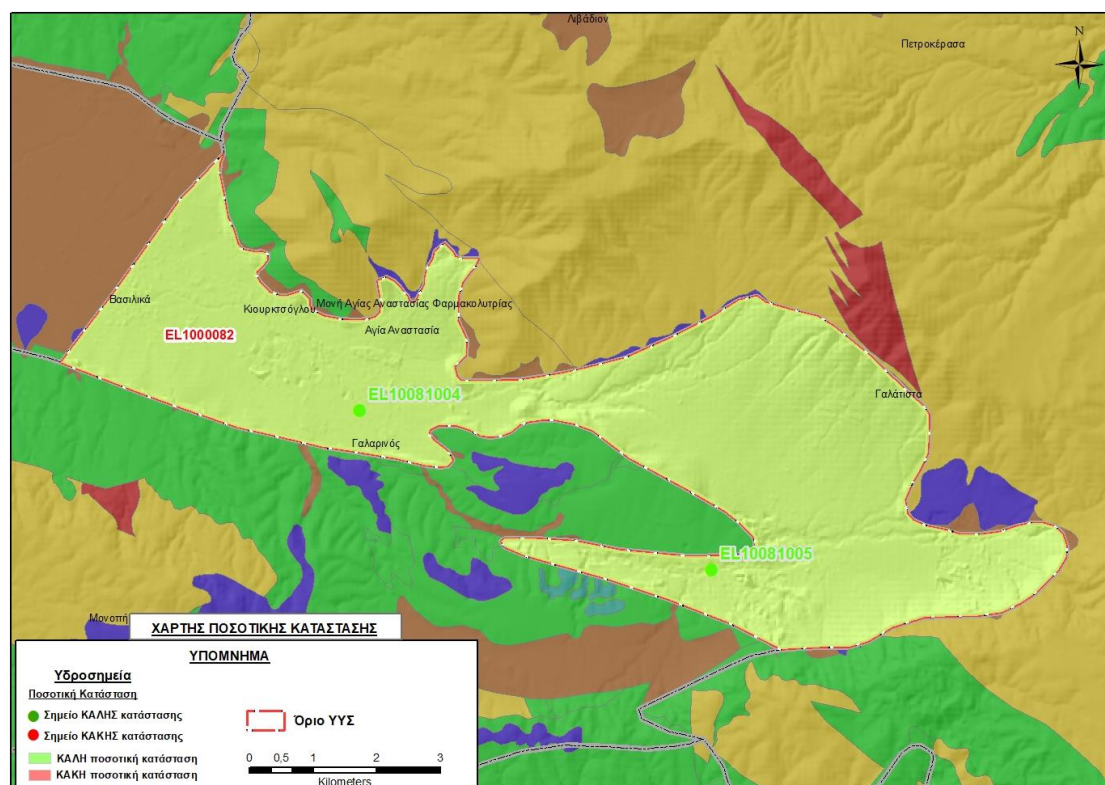 Λιβάδιον
Πετροκέρασα
N
Βασιλικά
Κιουρκτσόγλου
Μονή Αγίας Αναστασίας Φαρμακολυτρίας
Αγία Αναστασία
EL1000082
Γαλάτιστα
EL10081004
Γαλαρινός
EL10081005
Μονοπή
ΧΑΡΤΗΣ ΠΟΣΟΤΙΚΗΣ ΚΑΤΑΣΤΑΣΗΣ
ΥΠΟΜΝΗΜΑ
Υδροσημεία
Ποσοτική Κατάσταση
Σημείο ΚΑΛΗΣ κατάστασης
Σημείο ΚΑΚΗΣ κατάστασης
Όριο ΥΥΣ
ΚΑΛΗ ποσοτική κατάσταση
ΚΑΚΗ ποσοτική κατάσταση
0 0,5 1 2 3
Kilometers